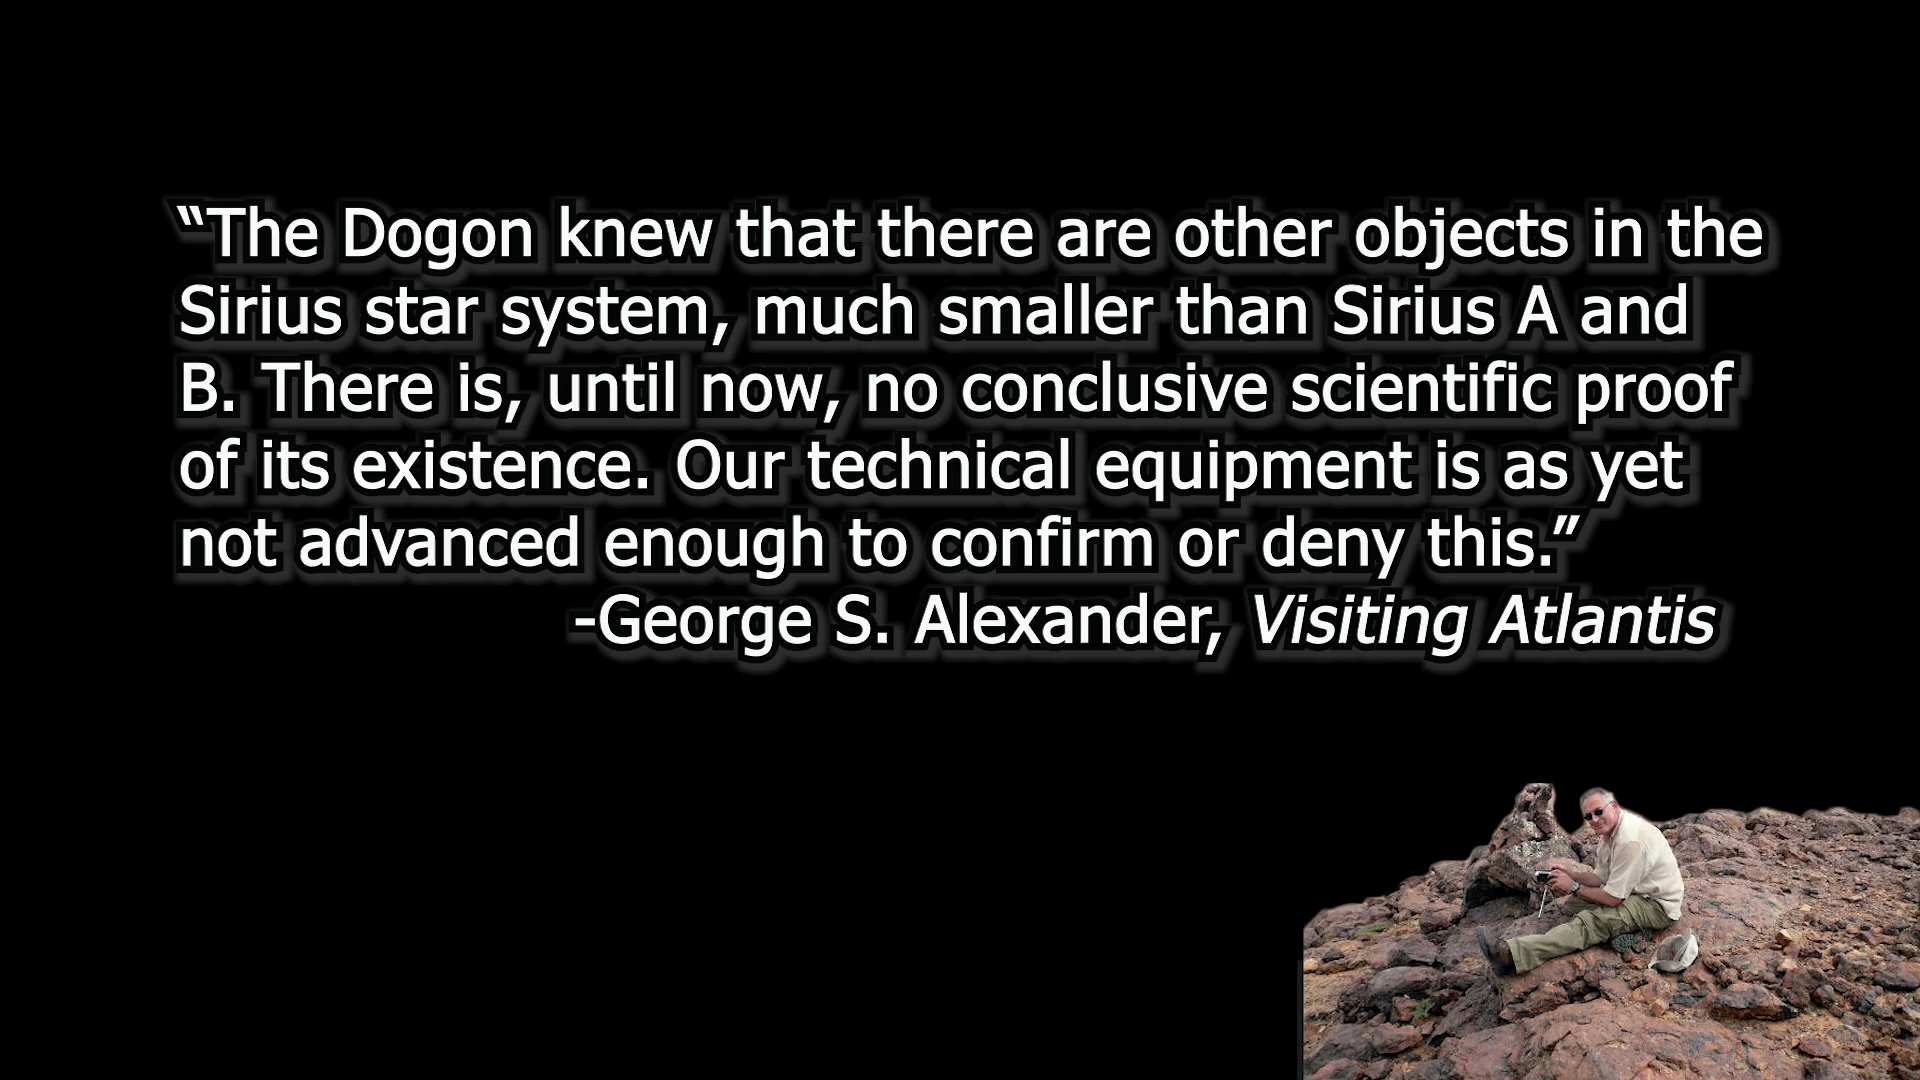 “The Dogon knew that there are other objects in the
Sirius star system, much smaller than Sirius A and
B. There is, until now, no conclusive scientific proof
of its existence. Our technical equipment is as yet
not advanced enough to confirm or deny this.”
-George S. Alexander, Visiting Atlantis